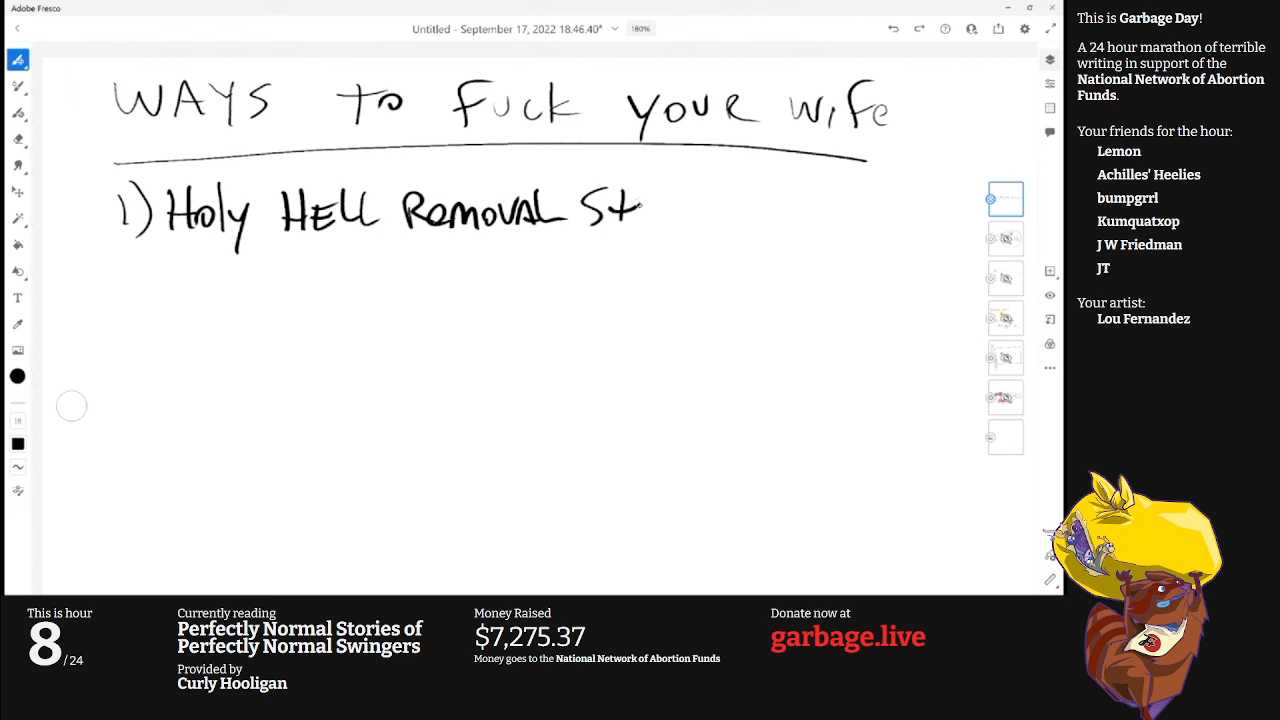 Adobe Fresco
Untitled - September 17, 2022 18.46.40*
180%
WAYS to Fuck your wife
1) Holy HELL Removal St
18
This is Garbage Day!
A 24 hour marathon of terrible
writing in support of the
National Network of Abortion
Funds.
Your friends for the hour:
Lemon
Achilles' Heelies
bumpgrrl
Kumquatxop
J W Friedman
JT
Your artist:
Lou Fernandez
This is hour
8/24
Currently reading
Perfectly Normal Stories of
Perfectly Normal Swingers
Provided by
Curly Hooligan
Money Raised
$7,275.37
Money goes to the National Network of Abortion Funds
Donate now at
garbage.live